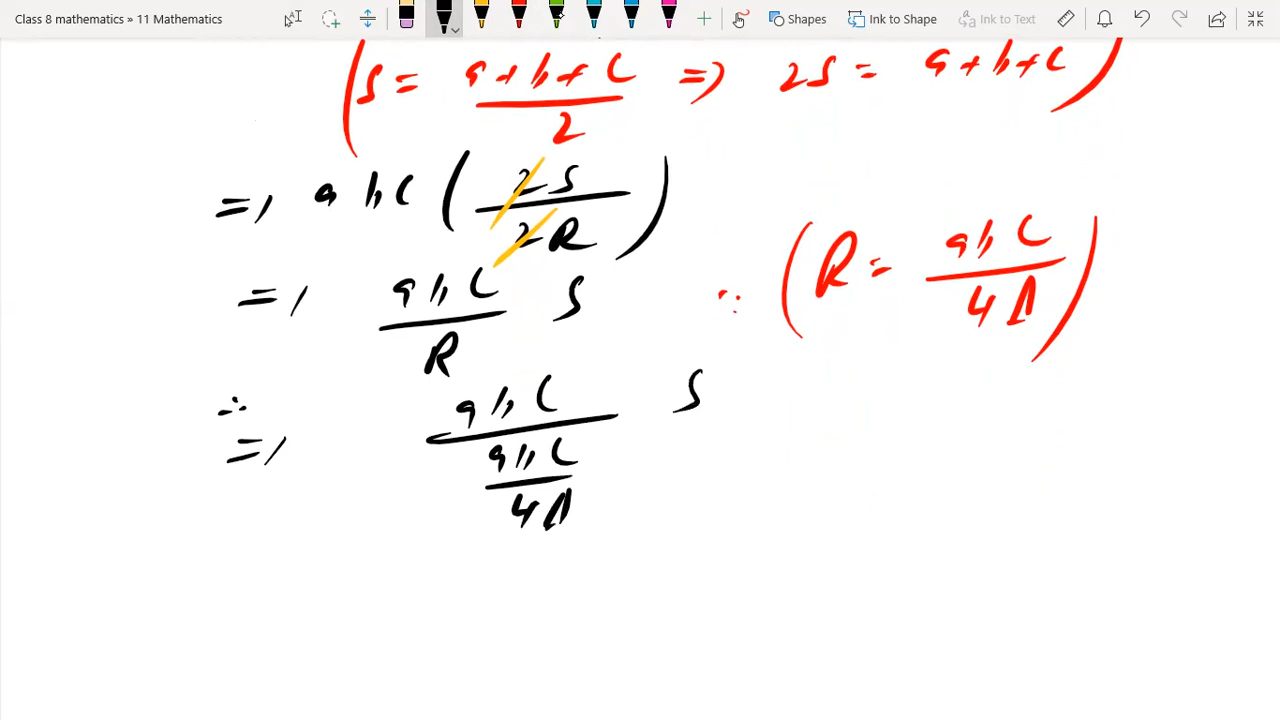 Class 8 mathematics » 11 Mathematics
Shapes
Ink to Shape
Ink to Text
(S = a+b+c / 2 => 2S = a+b+c)
=> abc (2S / 2R)
=> abc / R S
∵ (R = abc / 4Δ)
∴
=> abc / (abc / 4Δ) S